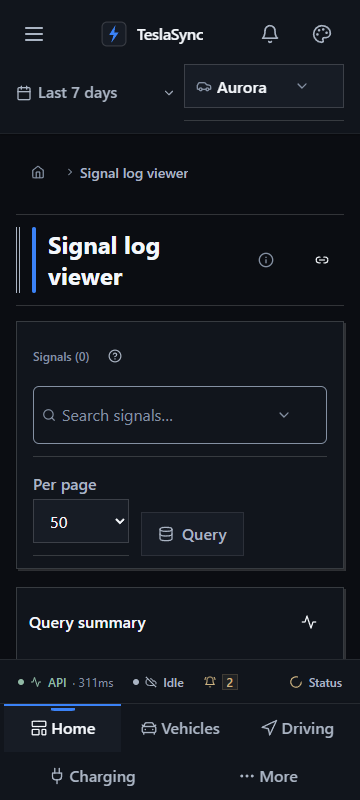 TeslaSync
Last 7 days
Aurora
Signal log viewer
Signal log
viewer
Signals (0)
Search signals...
Per page
50
Query
Query summary
API · 311ms
Idle
2
Status
Home
Vehicles
Driving
Charging
More